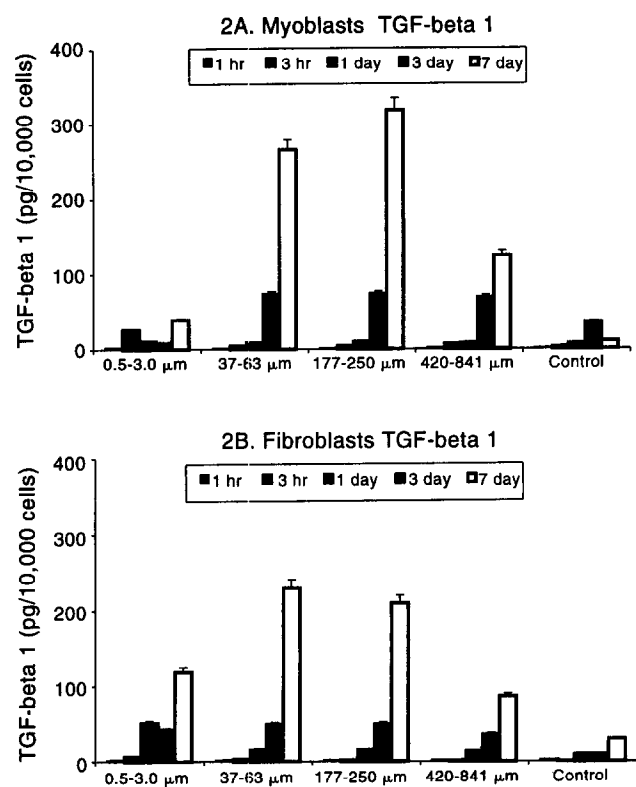 2A. Myoblasts TGF-beta 1
1 hr 3 hr 1 day 3 day 7 day
TGF-beta 1 (pg/10,000 cells)
400
300
200
100
0
0.5-3.0 µm 37-63 µm 177-250 µm 420-841 µm Control
2B. Fibroblasts TGF-beta 1
1 hr 3 hr 1 day 3 day 7 day
TGF-beta 1 (pg/10,000 cells)
400
300
200
100
0
0.5-3.0 µm 37-63 µm 177-250 µm 420-841 µm Control